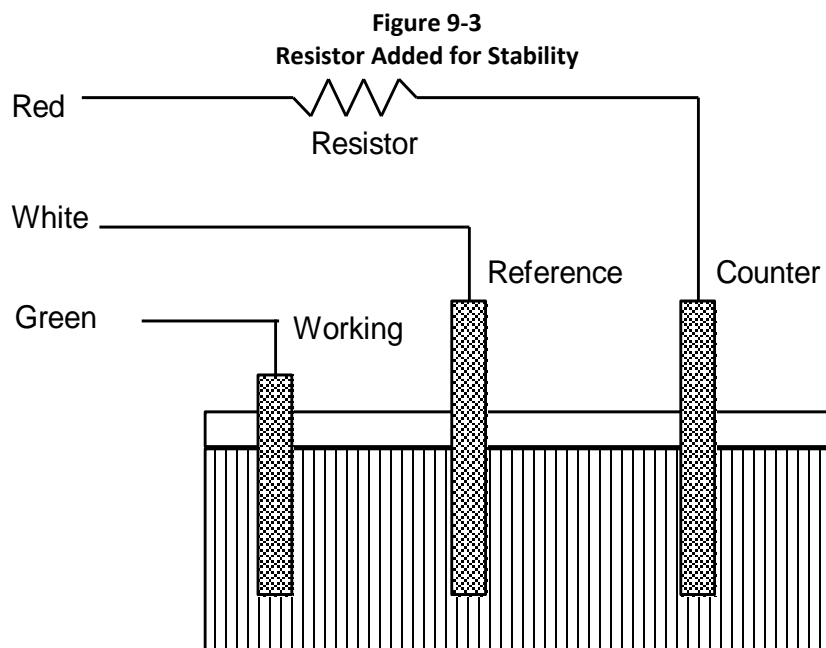 Figure 9-3
Resistor Added for Stability
Red
Resistor
White
Reference
Counter
Green
Working